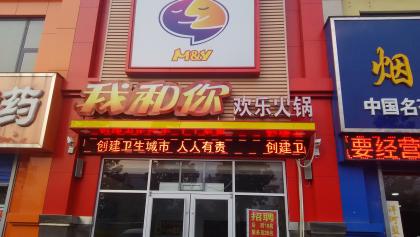 M&Y
我和你 欢乐火锅
创建卫生城市 人人有责 创建卫
药
烟
中国名
要经营
招聘